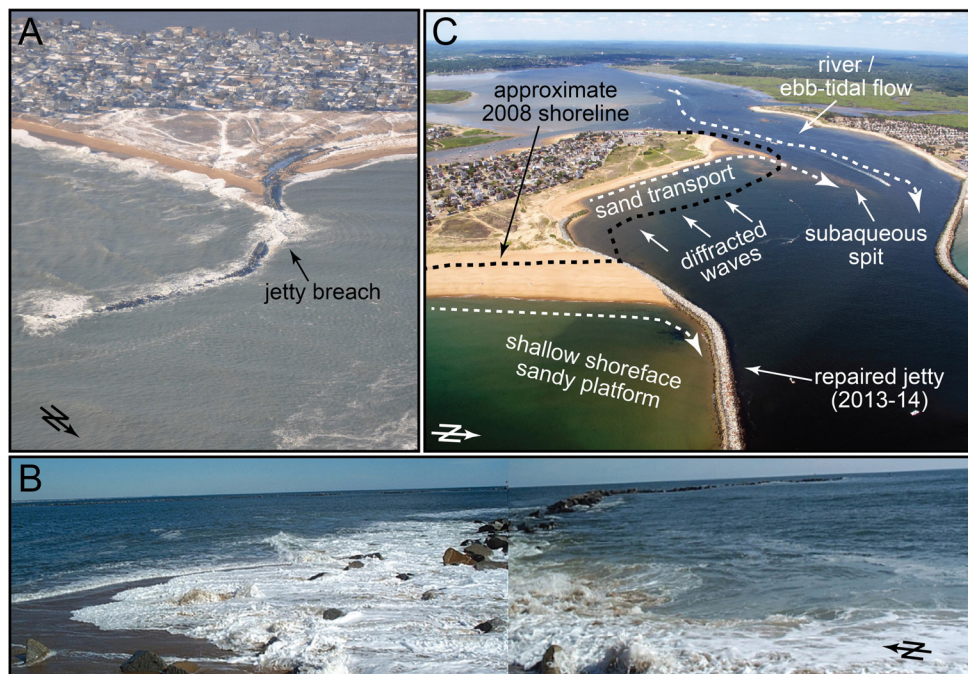 A
jetty breach
N
B
N
C
approximate
2008 shoreline
river /
ebb-tidal flow
sand transport
diffracted
waves
subaqueous
spit
shallow shoreface
sandy platform
repaired jetty
(2013-14)
N